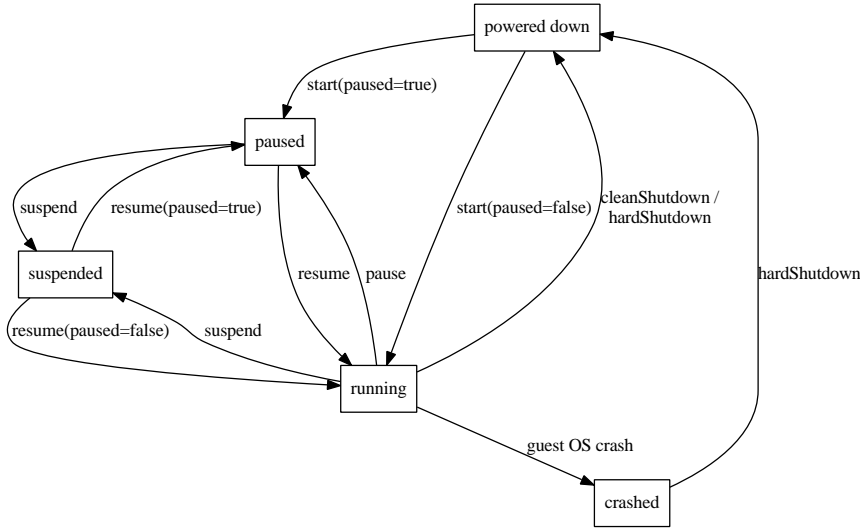 powered down
start(paused=true)
paused
suspend
resume(paused=true)
start(paused=false)
cleanShutdown /
hardShutdown
suspended
resume
pause
hardShutdown
resume(paused=false)
suspend
running
guest OS crash
crashed